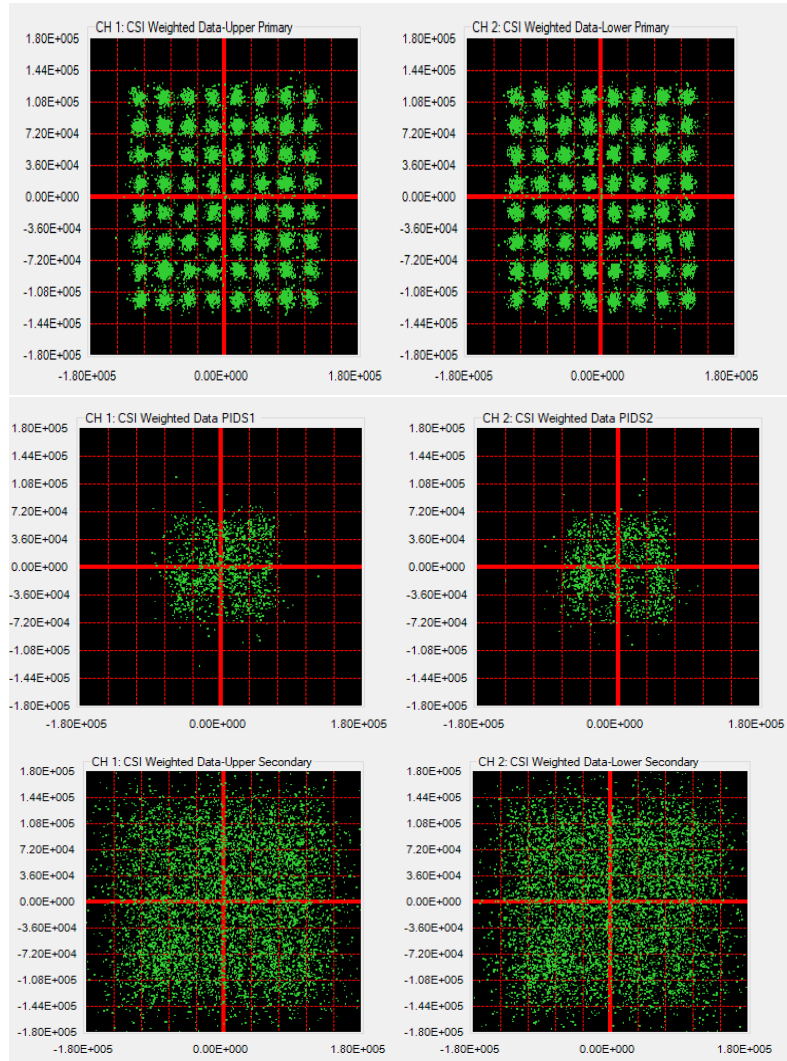 CH 1: CSI Weighted Data-Upper Primary
1.80E+005
1.44E+005
1.08E+005
7.20E+004
3.60E+004
0.00E+000
-3.60E+004
-7.20E+004
-1.08E+005
-1.44E+005
-1.80E+005
-1.80E+005 0.00E+000 1.80E+005
CH 2: CSI Weighted Data-Lower Primary
1.80E+005
1.44E+005
1.08E+005
7.20E+004
3.60E+004
0.00E+000
-3.60E+004
-7.20E+004
-1.08E+005
-1.44E+005
-1.80E+005
-1.80E+005 0.00E+000 1.80E+005
CH 1: CSI Weighted Data PIDS1
1.80E+005
1.44E+005
1.08E+005
7.20E+004
3.60E+004
0.00E+000
-3.60E+004
-7.20E+004
-1.08E+005
-1.44E+005
-1.80E+005
-1.80E+005 0.00E+000 1.80E+005
CH 2: CSI Weighted Data PIDS2
1.80E+005
1.44E+005
1.08E+005
7.20E+004
3.60E+004
0.00E+000
-3.60E+004
-7.20E+004
-1.08E+005
-1.44E+005
-1.80E+005
-1.80E+005 0.00E+000 1.80E+005
CH 1: CSI Weighted Data-Upper Secondary
1.80E+005
1.44E+005
1.08E+005
7.20E+004
3.60E+004
0.00E+000
-3.60E+004
-7.20E+004
-1.08E+005
-1.44E+005
-1.80E+005
-1.80E+005 0.00E+000 1.80E+005
CH 2: CSI Weighted Data-Lower Secondary
1.80E+005
1.44E+005
1.08E+005
7.20E+004
3.60E+004
0.00E+000
-3.60E+004
-7.20E+004
-1.08E+005
-1.44E+005
-1.80E+005
-1.80E+005 0.00E+000 1.80E+005